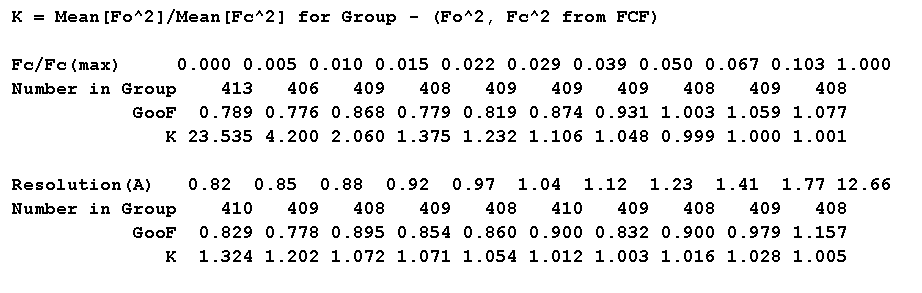 K = Mean[Fo^2]/Mean[Fc^2] for Group - (Fo^2, Fc^2 from FCF)
Fc/Fc(max) 0.000 0.005 0.010 0.015 0.022 0.029 0.039 0.050 0.067 0.103 1.000
Number in Group 413 406 409 408 409 409 409 408 409 408
GooF 0.789 0.776 0.868 0.779 0.819 0.874 0.931 1.003 1.059 1.077
K 23.535 4.200 2.060 1.375 1.232 1.106 1.048 0.999 1.000 1.001
Resolution(A) 0.82 0.85 0.88 0.92 0.97 1.04 1.12 1.23 1.41 1.77 12.66
Number in Group 410 409 408 409 408 410 409 408 409 408
GooF 0.829 0.778 0.895 0.854 0.860 0.900 0.832 0.900 0.979 1.157
K 1.324 1.202 1.072 1.071 1.054 1.012 1.003 1.016 1.028 1.005